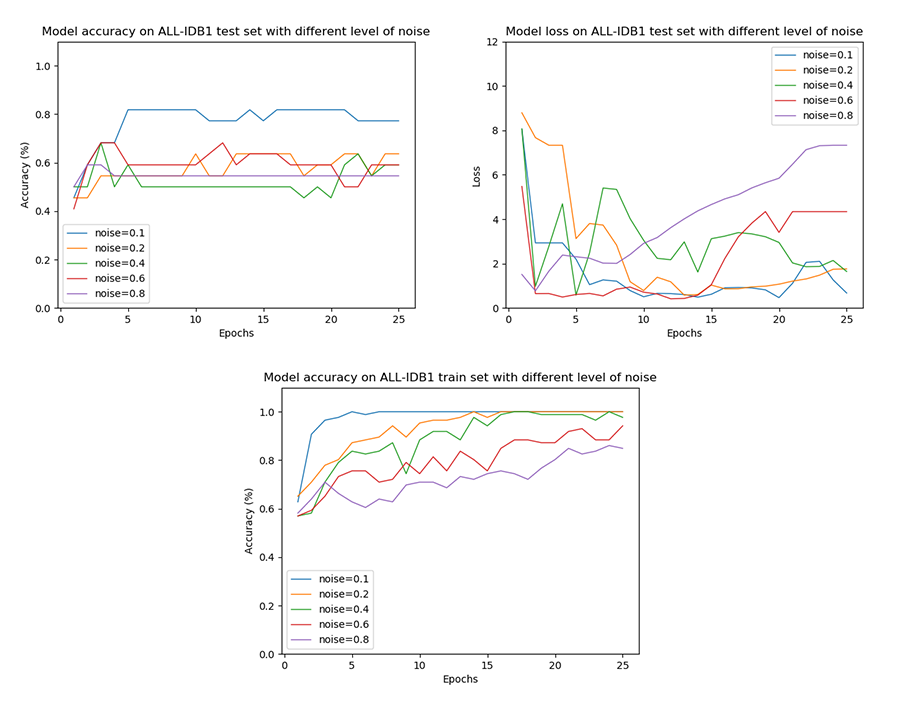 Model accuracy on ALL-IDB1 test set with different level of noise
Accuracy (%)
1.0
0.8
0.6
0.4
0.2
0.0
noise=0.1
noise=0.2
noise=0.4
noise=0.6
noise=0.8
0 5 10 15 20 25
Epochs
Model loss on ALL-IDB1 test set with different level of noise
Loss
12
10
8
6
4
2
0
noise=0.1
noise=0.2
noise=0.4
noise=0.6
noise=0.8
0 5 10 15 20 25
Epochs
Model accuracy on ALL-IDB1 train set with different level of noise
Accuracy (%)
1.0
0.8
0.6
0.4
0.2
0.0
noise=0.1
noise=0.2
noise=0.4
noise=0.6
noise=0.8
0 5 10 15 20 25
Epochs